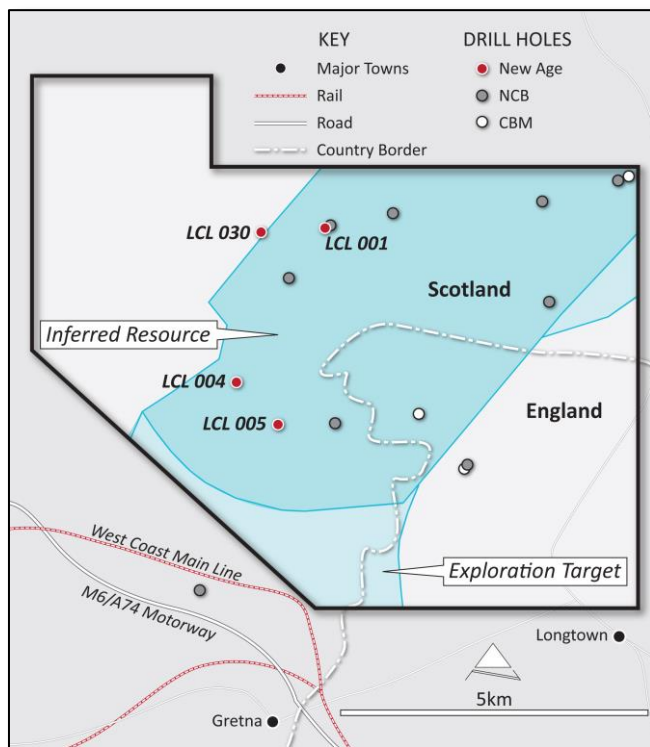 KEY
Major Towns
Rail
Road
Country Border
DRILL HOLES
New Age
NCB
CBM
LCL 030
LCL 001
Scotland
Inferred Resource
LCL 004
LCL 005
England
West Coast Main Line
M6/A74 Motorway
Exploration Target
Longtown
5km
Gretna